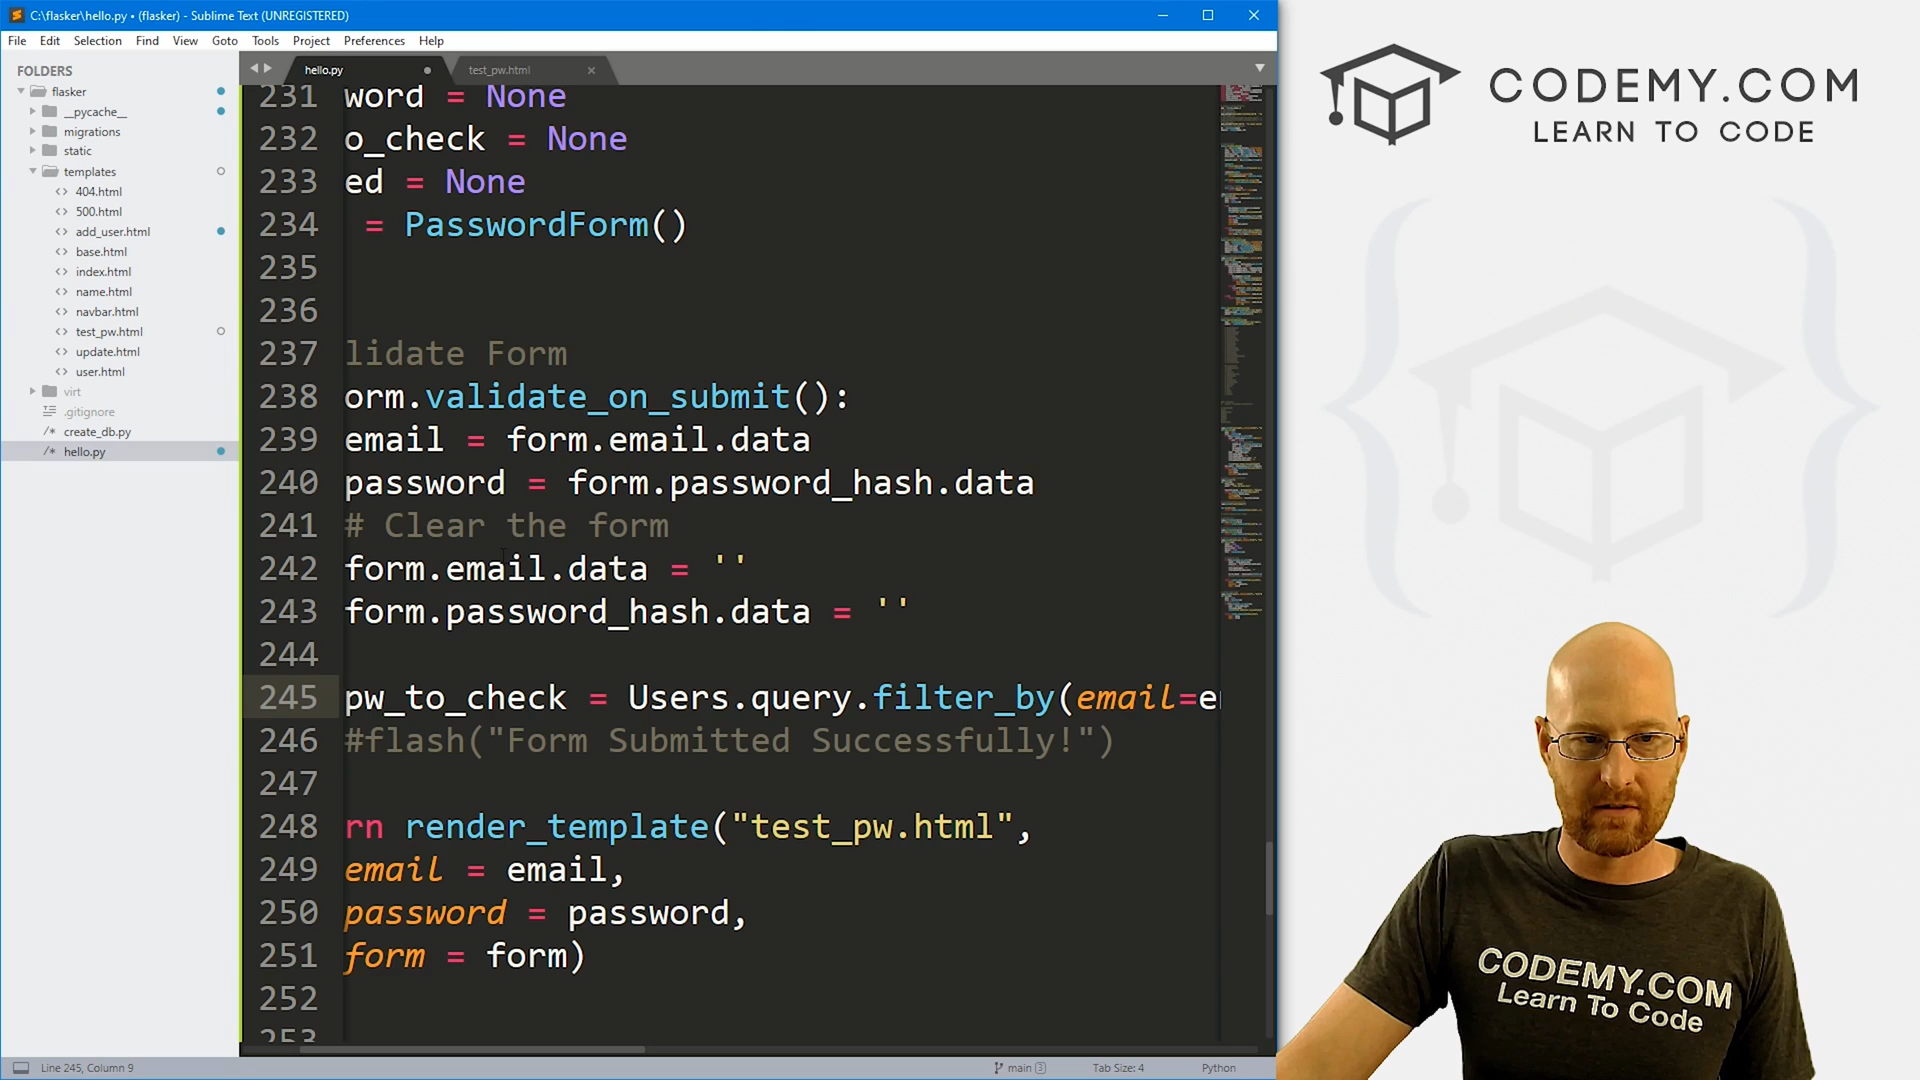 C:\flasker\hello.py • (flasker) - Sublime Text (UNREGISTERED)
File Edit Selection Find View Goto Tools Project Preferences Help
FOLDERS
flasker
__pycache__
migrations
static
templates
404.html
500.html
add_user.html
base.html
index.html
name.html
navbar.html
test_pw.html
update.html
user.html
virt
.gitignore
create_db.py
hello.py
hello.py test_pw.html
231 word = None
232 o_check = None
233 ed = None
234 = PasswordForm()
235
236
237 lidate Form
238 orm.validate_on_submit():
239 email = form.email.data
240 password = form.password_hash.data
241 # Clear the form
242 form.email.data = ''
243 form.password_hash.data = ''
244
245 pw_to_check = Users.query.filter_by(email=e
246 #flash("Form Submitted Successfully!")
247
248 rn render_template("test_pw.html",
249 email = email,
250 password = password,
251 form = form)
252
253
Line 245, Column 9 main 3 Tab Size: 4 Python
CODEMY.COM
LEARN TO CODE
CODEMY.COM
Learn To Code